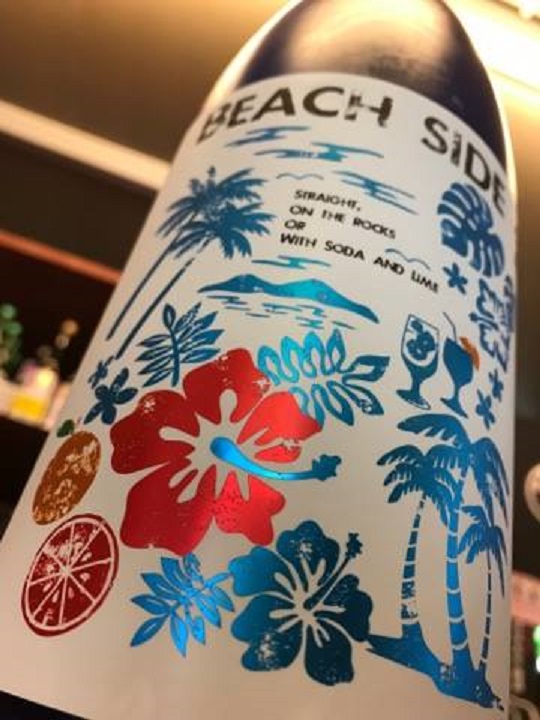 BEACH SIDE
STRAIGHT,
ON THE ROCKS
OR
WITH SODA AND LIME